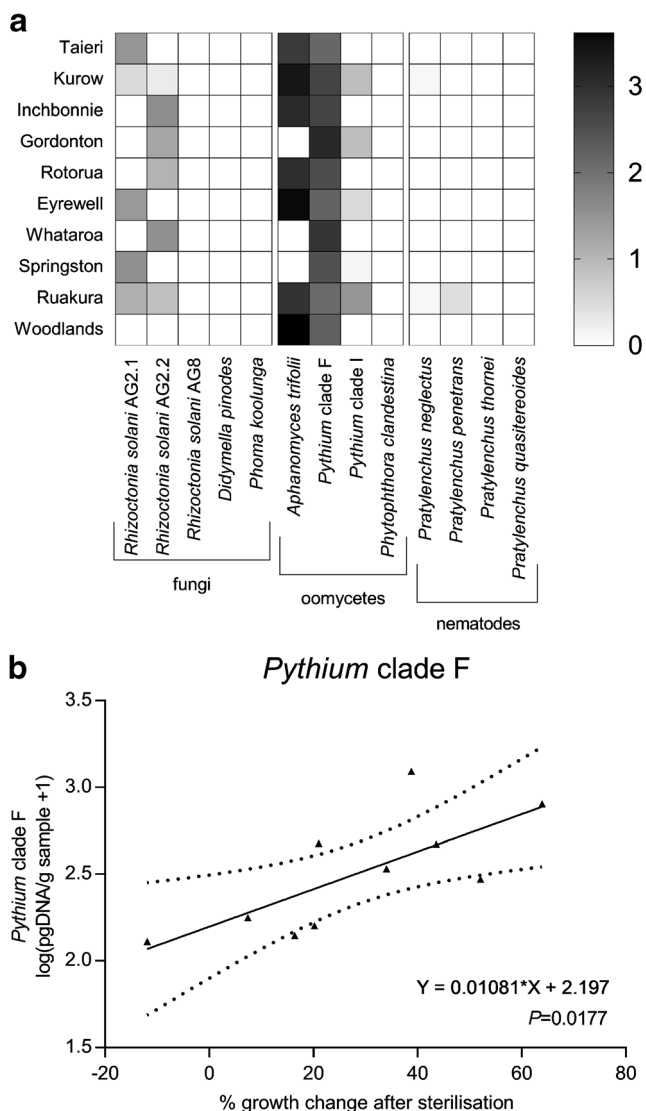 a
Taieri
Kurow
Inchbonnie
Gordonton
Rotorua
Eyrewell
Whataroa
Springston
Ruakura
Woodlands
3
2
1
0
Rhizoctonia solani AG2.1
Rhizoctonia solani AG2.2
Rhizoctonia solani AG8
Didymella pinodes
Phoma koolunga
Aphanomyces trifolii
Pythium clade F
Pythium clade I
Phytophthora clandestina
Pratylenchus neglectus
Pratylenchus penetrans
Pratylenchus thornei
Pratylenchus quasitereoides
fungi
oomycetes
nematodes
b
Pythium clade F
Pythium clade F
log(pgDNA/g sample +1)
3.5
3.0
2.5
2.0
1.5
Y = 0.01081*X + 2.197
P=0.0177
-20 0 20 40 60 80
% growth change after sterilisation